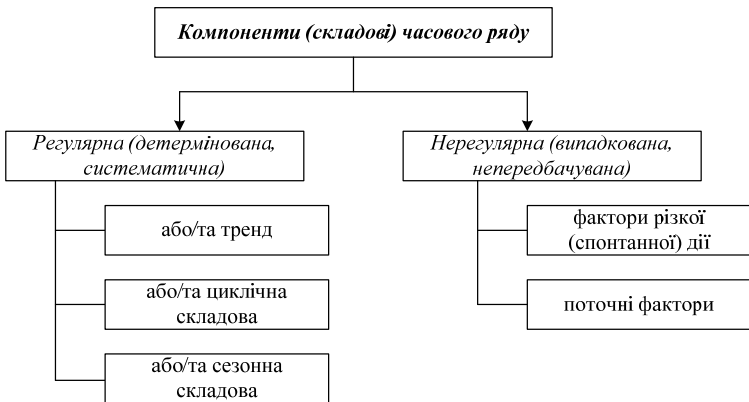 Компоненти (складові) часового ряду
Регулярна (детермінована,
систематична)
Нерегулярна (випадкована,
непередбачувана)
або/та тренд
фактори різкої
(спонтанної) дії
або/та циклічна
складова
поточні фактори
або/та сезонна
складова